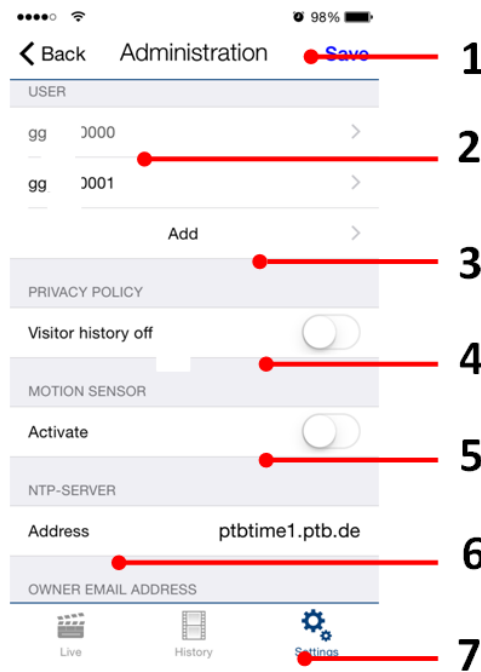 98%
Back Administration Save 1
USER
gg 0000
2
gg 0001
Add
3
PRIVACY POLICY
Visitor history off
4
MOTION SENSOR
Activate
5
NTP-SERVER
Address ptbtime1.ptb.de
6
OWNER EMAIL ADDRESS
Live History Settings 7